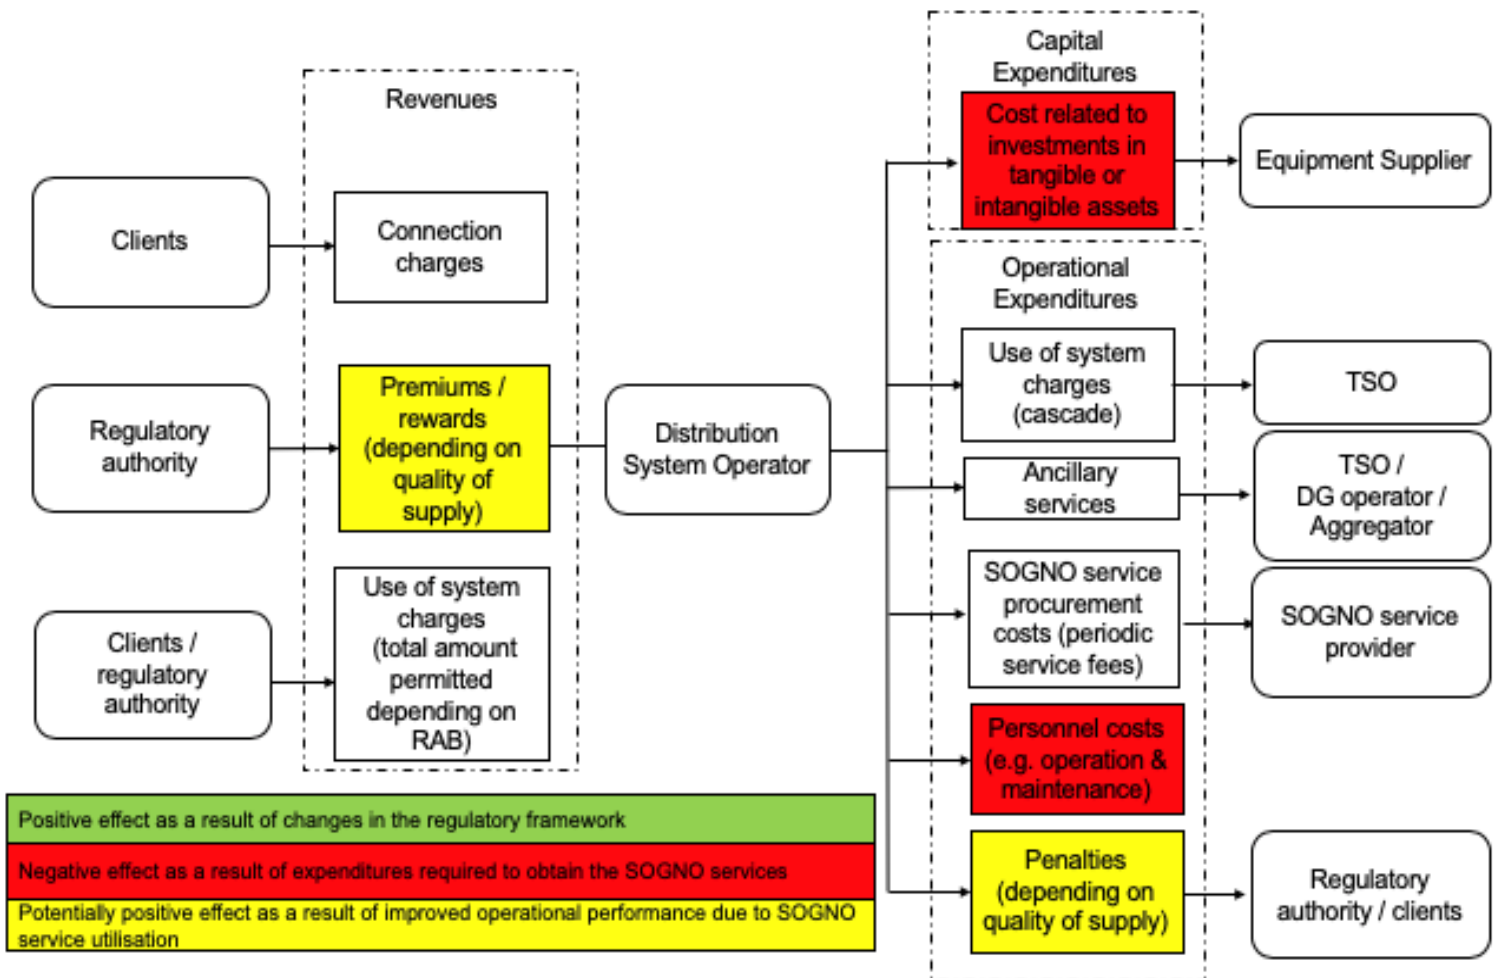 Capital
Expenditures
Cost related to
investments in
tangible or
intangible assets
Equipment Supplier
Revenues
Clients
Connection
charges
Operational
Expenditures
Use of system
charges
(cascade)
TSO
Regulatory
authority
Premiums /
rewards
(depending on
quality of
supply)
Distribution
System Operator
Ancillary
services
TSO /
DG operator /
Aggregator
Clients /
regulatory
authority
Use of system
charges
(total amount
permitted
depending on
RAB)
SOGNO service
procurement
costs (periodic
service fees)
SOGNO service
provider
Personnel costs
(e.g. operation &
maintenance)
Penalties
(depending on
quality of supply)
Regulatory
authority / clients
Positive effect as a result of changes in the regulatory framework
Negative effect as a result of expenditures required to obtain the SOGNO services
Potentially positive effect as a result of improved operational performance due to SOGNO
service utilisation